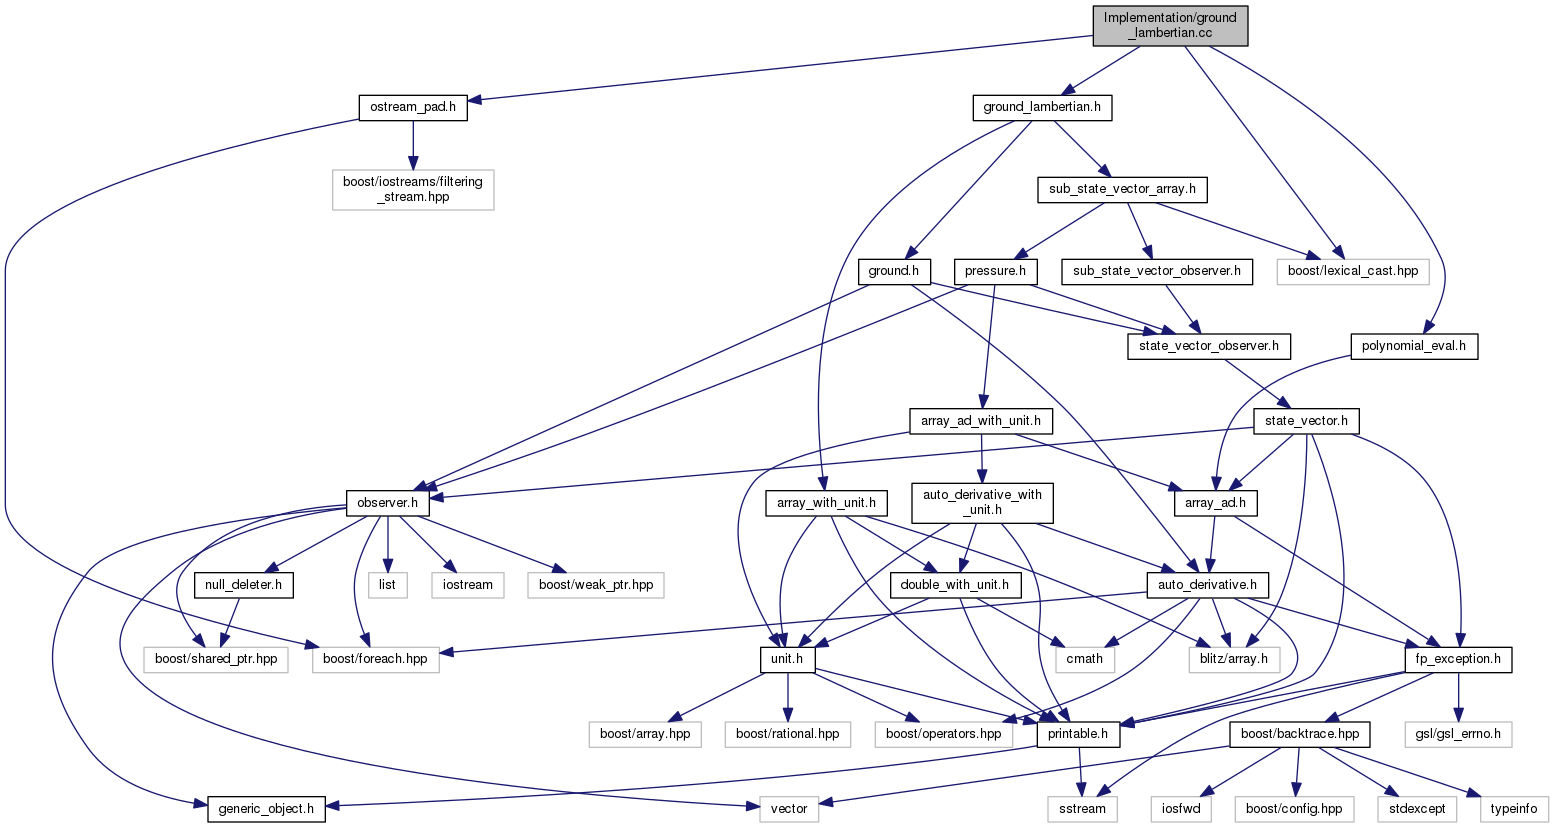 Implementation/ground
_lambertian.cc
ostream_pad.h
ground_lambertian.h
boost/iostreams/filtering
_stream.hpp
sub_state_vector_array.h
ground.h
pressure.h
sub_state_vector_observer.h
boost/lexical_cast.hpp
state_vector_observer.h
polynomial_eval.h
array_ad_with_unit.h
state_vector.h
observer.h
array_with_unit.h
auto_derivative_with
_unit.h
array_ad.h
null_deleter.h
list
iostream
boost/weak_ptr.hpp
double_with_unit.h
auto_derivative.h
boost/shared_ptr.hpp
boost/foreach.hpp
unit.h
cmath
blitz/array.h
fp_exception.h
boost/array.hpp
boost/rational.hpp
boost/operators.hpp
printable.h
boost/backtrace.hpp
gsl/gsl_errno.h
generic_object.h
vector
sstream
iosfwd
boost/config.hpp
stdexcept
typeinfo